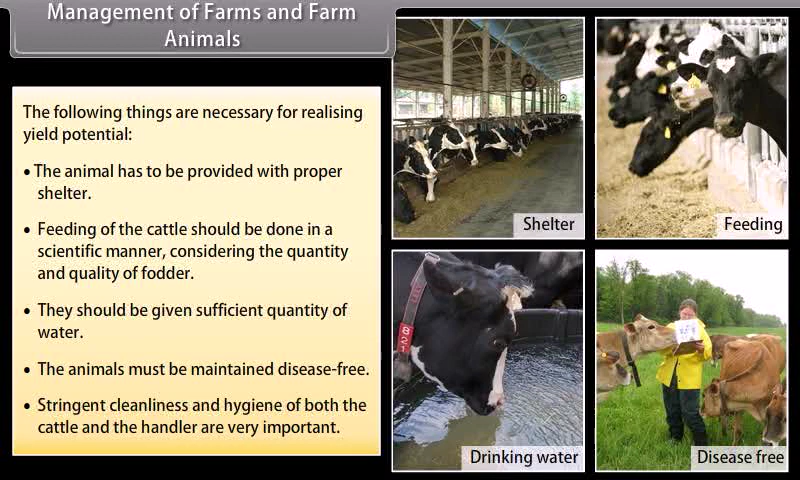 Management of Farms and Farm
Animals
The following things are necessary for realising
yield potential:
• The animal has to be provided with proper
shelter.
• Feeding of the cattle should be done in a
scientific manner, considering the quantity
and quality of fodder.
• They should be given sufficient quantity of
water.
• The animals must be maintained disease-free.
• Stringent cleanliness and hygiene of both the
cattle and the handler are very important.
Shelter
Feeding
Drinking water
Disease free